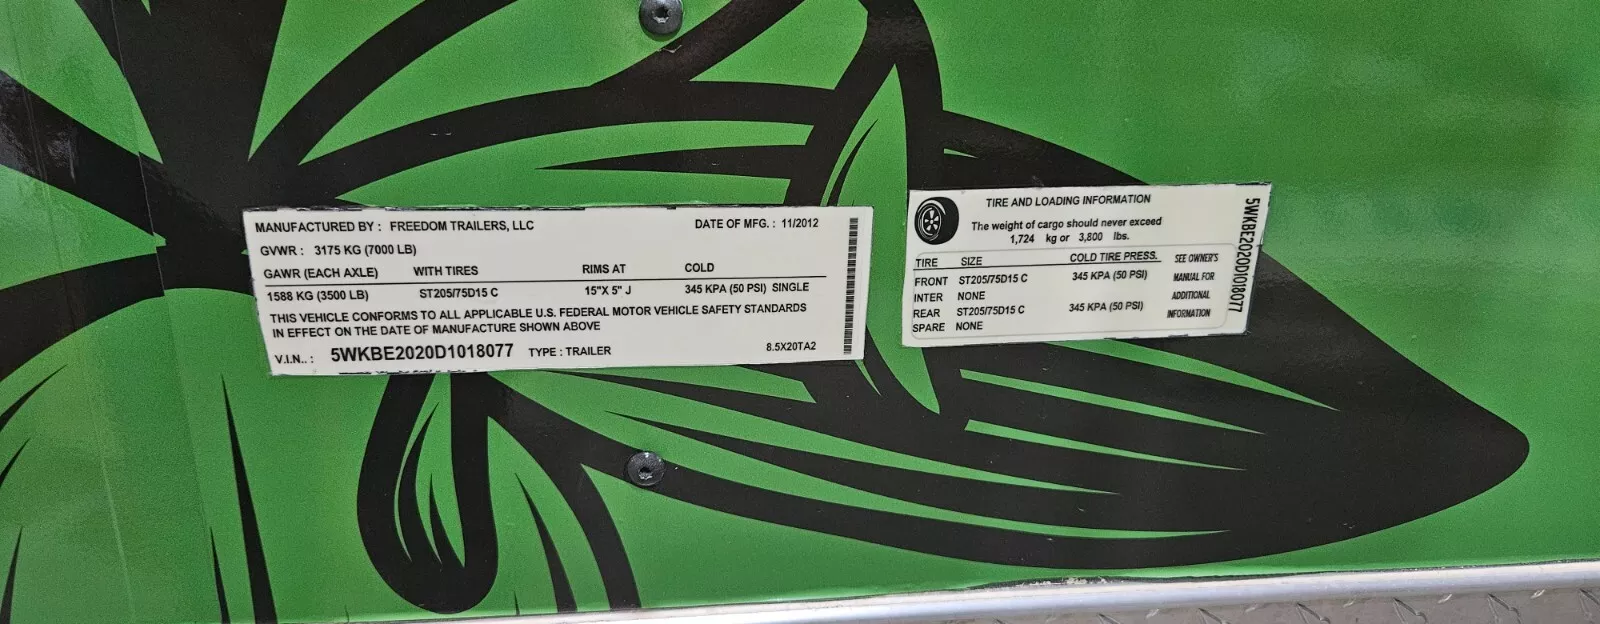 MANUFACTURED BY : FREEDOM TRAILERS, LLC DATE OF MFG. : 11/2012
GVWR : 3175 KG (7000 LB)
GAWR (EACH AXLE) WITH TIRES RIMS AT COLD
1588 KG (3500 LB) ST205/75D15 C 15"X 5" J 345 KPA (50 PSI) SINGLE
THIS VEHICLE CONFORMS TO ALL APPLICABLE U.S. FEDERAL MOTOR VEHICLE SAFETY STANDARDS
IN EFFECT ON THE DATE OF MANUFACTURE SHOWN ABOVE
V.I.N.. : 5WKBE2020D1018077 TYPE : TRAILER 8.5X20TA2
TIRE AND LOADING INFORMATION
The weight of cargo should never exceed
1,724 kg or 3,800 lbs.
TIRE SIZE COLD TIRE PRESS.
FRONT ST205/75D15 C 345 KPA (50 PSI)
INTER NONE
REAR ST205/75D15 C 345 KPA (50 PSI)
SPARE NONE
SEE OWNER'S
MANUAL FOR
ADDITIONAL
INFORMATION
5WKBE2020D1018077